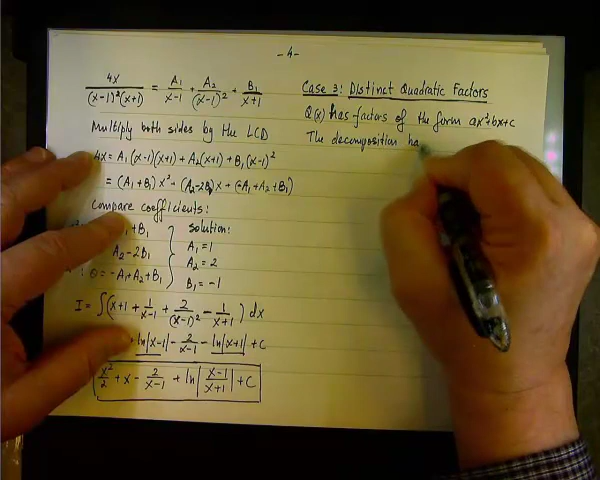 -4-
4x/((x-1)²(x+1)) = A₁/(x-1) + A₂/(x-1)² + B₁/(x+1)
Multiply both sides by the LCD
4x = A₁(x-1)(x+1) + A₂(x+1) + B₁(x-1)²
= (A₁+B₁)x² + (A₂-2B₁)x + (-A₁+A₂+B₁)
Compare coefficients:
+B₁
A₂-2B₁
0 = -A₁+A₂+B₁
solution:
A₁ = 1
A₂ = 2
B₁ = -1
I = ∫(x+1 + 1/(x-1) + 2/(x-1)² - 1/(x+1)) dx
ln|x-1| - 2/(x-1) - ln|x+1| + C
x²/2 + x - 2/(x-1) + ln|(x-1)/(x+1)| + C
Case 3: Distinct Quadratic Factors
Q(x) has factors of the form ax²+bx+c
The decomposition ha